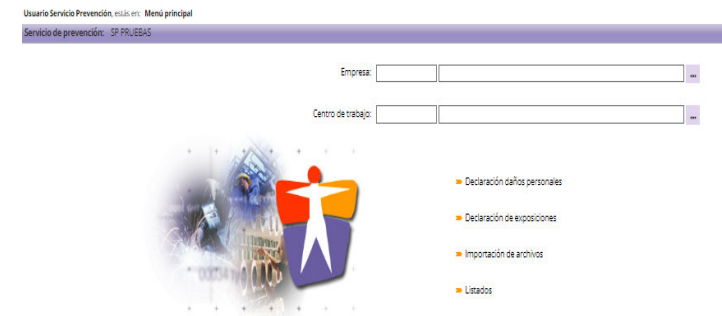 Usuario Servicio Prevención, estás en: Menú principal
Servicio de prevención: SP PRUEBAS
Empresa: ...
Centro de trabajo: ...
Declaración daños personales
Declaración de exposiciones
Importación de archivos
Listados